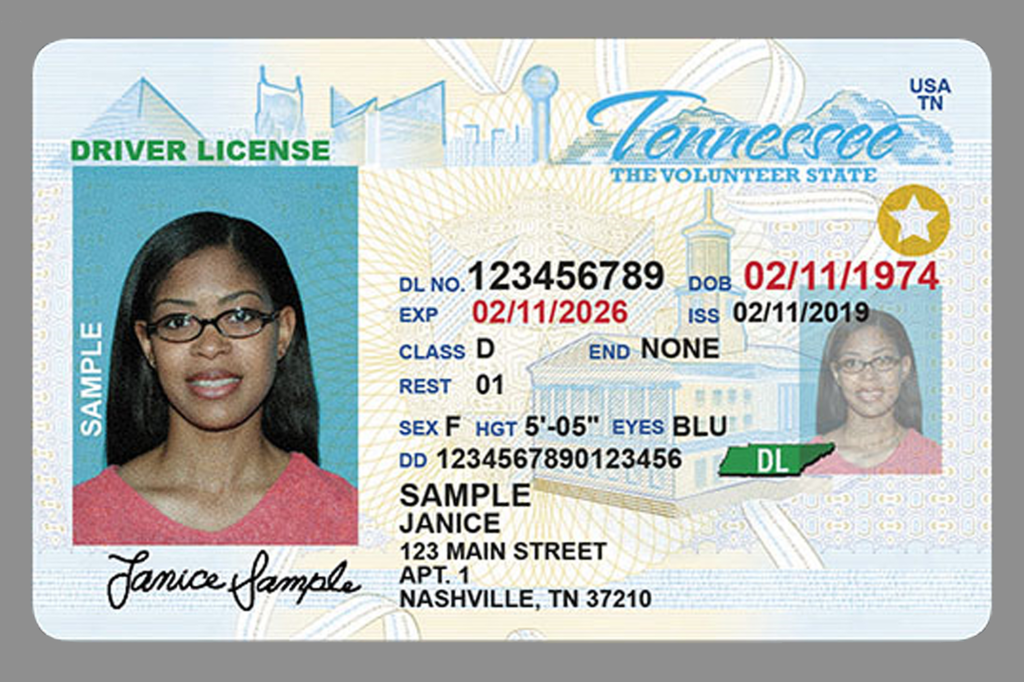 USA
TN
Tennessee
THE VOLUNTEER STATE
DRIVER LICENSE
SAMPLE
DL NO. 123456789 DOB 02/11/1974
EXP 02/11/2026 ISS 02/11/2019
CLASS D END NONE
REST 01
SEX F HGT 5'-05" EYES BLU
DD 1234567890123456
DL
SAMPLE
JANICE
123 MAIN STREET
APT. 1
NASHVILLE, TN 37210
Janice Sample